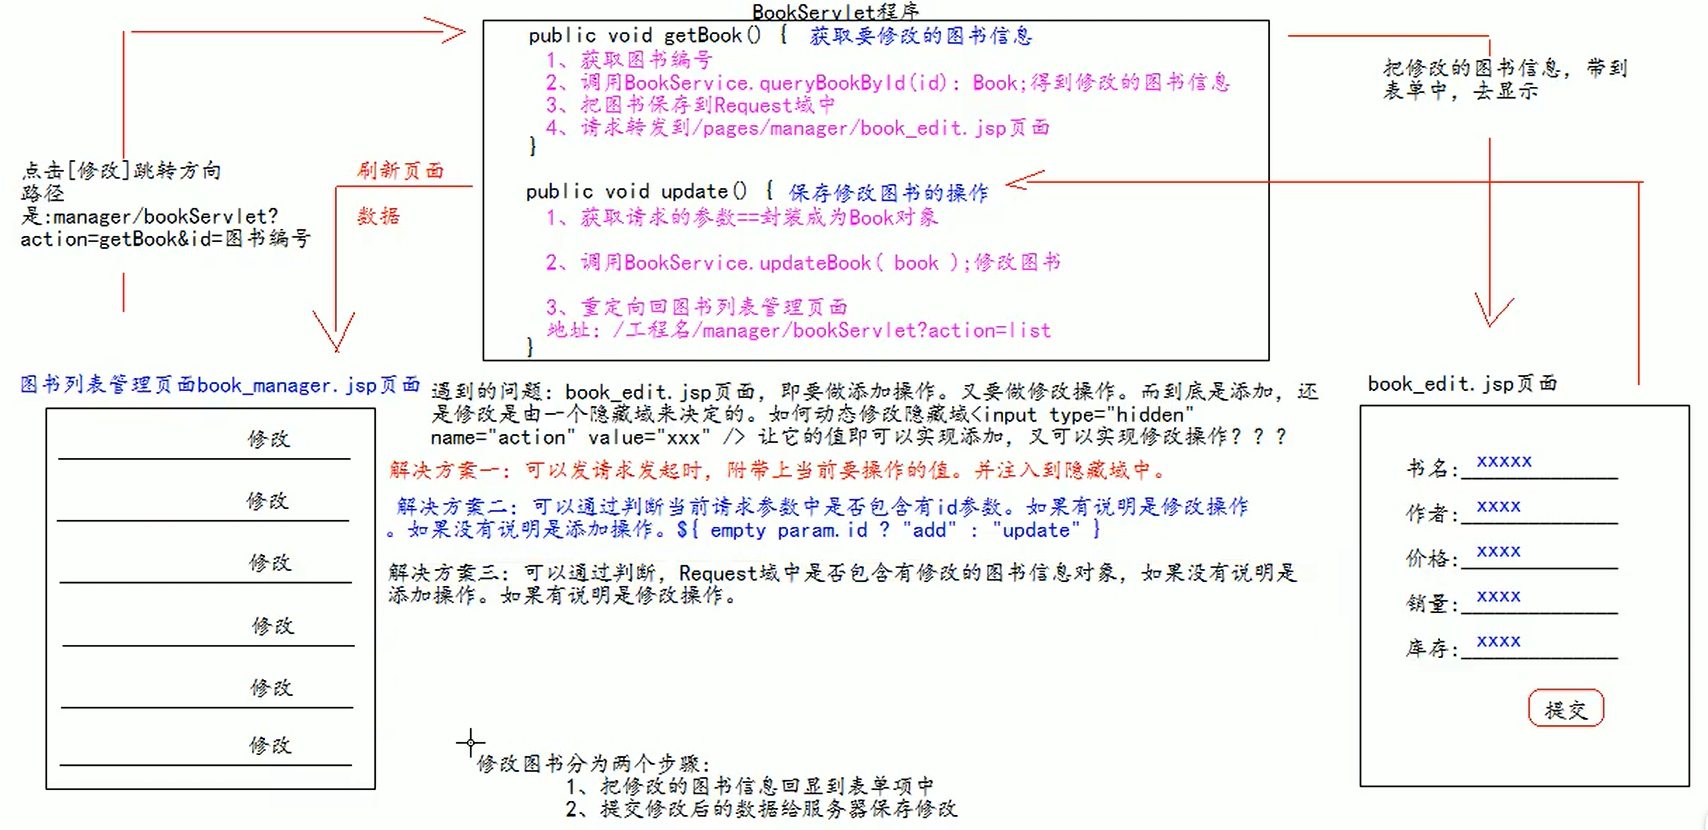 BookServlet程序
public void getBook() { 获取要修改的图书信息
1、获取图书编号
2、调用BookService.queryBookById(id): Book;得到修改的图书信息
3、把图书保存到Request域中
4、请求转发到/pages/manager/book_edit.jsp页面
}
public void update() { 保存修改图书的操作
1、获取请求的参数==封装成为Book对象
2、调用BookService.updateBook( book );修改图书
3、重定向回图书列表管理页面
地址: /工程名/manager/bookServlet?action=list
}
把修改的图书信息, 带到
表单中, 去显示
点击[修改]跳转方向
路径
是:manager/bookServlet?
action=getBook&id=图书编号
刷新页面
数据
图书列表管理页面book_manager.jsp页面
修改
修改
修改
修改
修改
修改
遇到的问题: book_edit.jsp页面, 即要做添加操作。又要做修改操作。而到底是添加, 还
是修改是由一个隐藏域来决定的。如何动态修改隐藏域<input type="hidden"
name="action" value="xxx" /> 让它的值即可以实现添加, 又可以实现修改操作? ? ?
解决方案一: 可以发请求发起时, 附带上当前要操作的值。并注入到隐藏域中。
解决方案二: 可以通过判断当前请求参数中是否包含有id参数。如果有说明是修改操作
。如果没有说明是添加操作。${ empty param.id ? "add" : "update" }
解决方案三: 可以通过判断, Request域中是否包含有修改的图书信息对象, 如果没有说明是
添加操作。如果有说明是修改操作。
book_edit.jsp页面
书名: xxxxx
作者: xxxx
价格: xxxx
销量: xxxx
库存: xxxx
提交
修改图书分为两个步骤:
1、把修改的图书信息回显到表单项中
2、提交修改后的数据给服务器保存修改